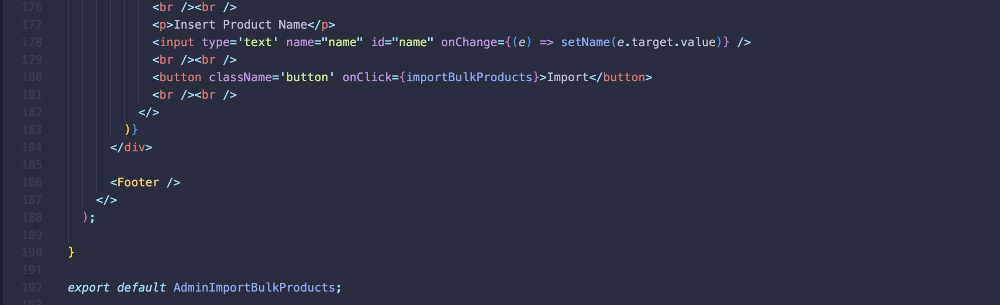 176 <br /><br />
177 <p>Insert Product Name</p>
178 <input type='text' name="name" id="name" onChange={(e) => setName(e.target.value)} />
179 <br /><br />
180 <button className='button' onClick={importBulkProducts}>Import</button>
181 <br /><br />
182 </>
183 )}
184 </div>
185
186 <Footer />
187 </>
188 );
189
190 }
191
192 export default AdminImportBulkProducts;
193